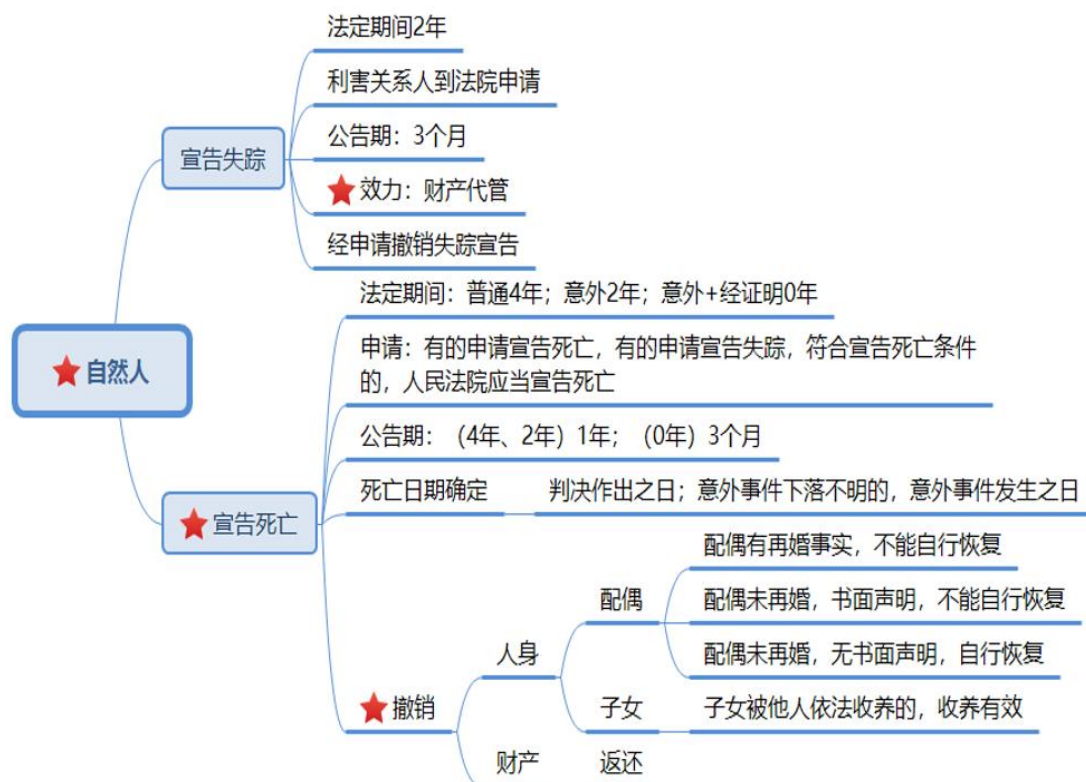 自然人
宣告失踪
法定期间2年
利害关系人到法院申请
公告期：3个月
效力：财产代管
经申请撤销失踪宣告
宣告死亡
法定期间：普通4年；意外2年；意外+经证明0年
申请：有的申请宣告死亡，有的申请宣告失踪，符合宣告死亡条件
的，人民法院应当宣告死亡
公告期：（4年、2年）1年；（0年）3个月
死亡日期确定
判决作出之日；意外事件下落不明的，意外事件发生之日
撤销
人身
配偶
配偶有再婚事实，不能自行恢复
配偶未再婚，书面声明，不能自行恢复
配偶未再婚，无书面声明，自行恢复
子女
子女被他人依法收养的，收养有效
财产
返还